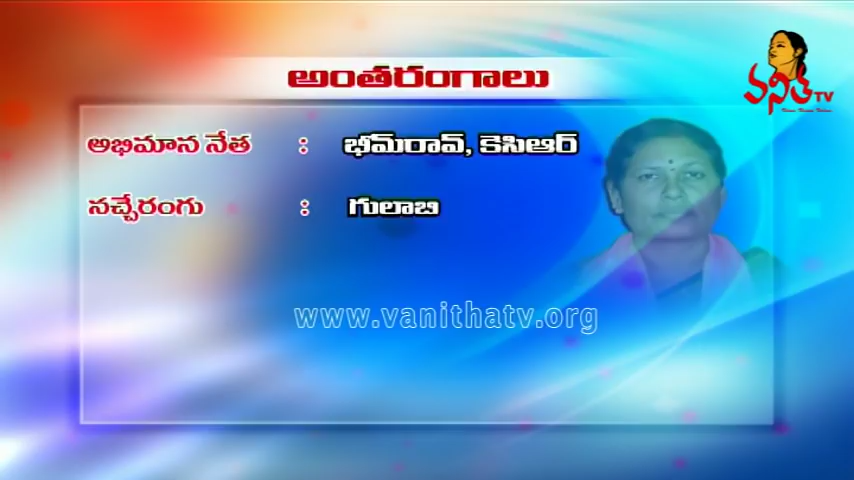 అంతరంగాలు
వనిత TV
అభిమాన నేత : భీమ్‌రావ్, కెసిఆర్
నచ్చేరంగు : గులాబి
www.vanithatv.org